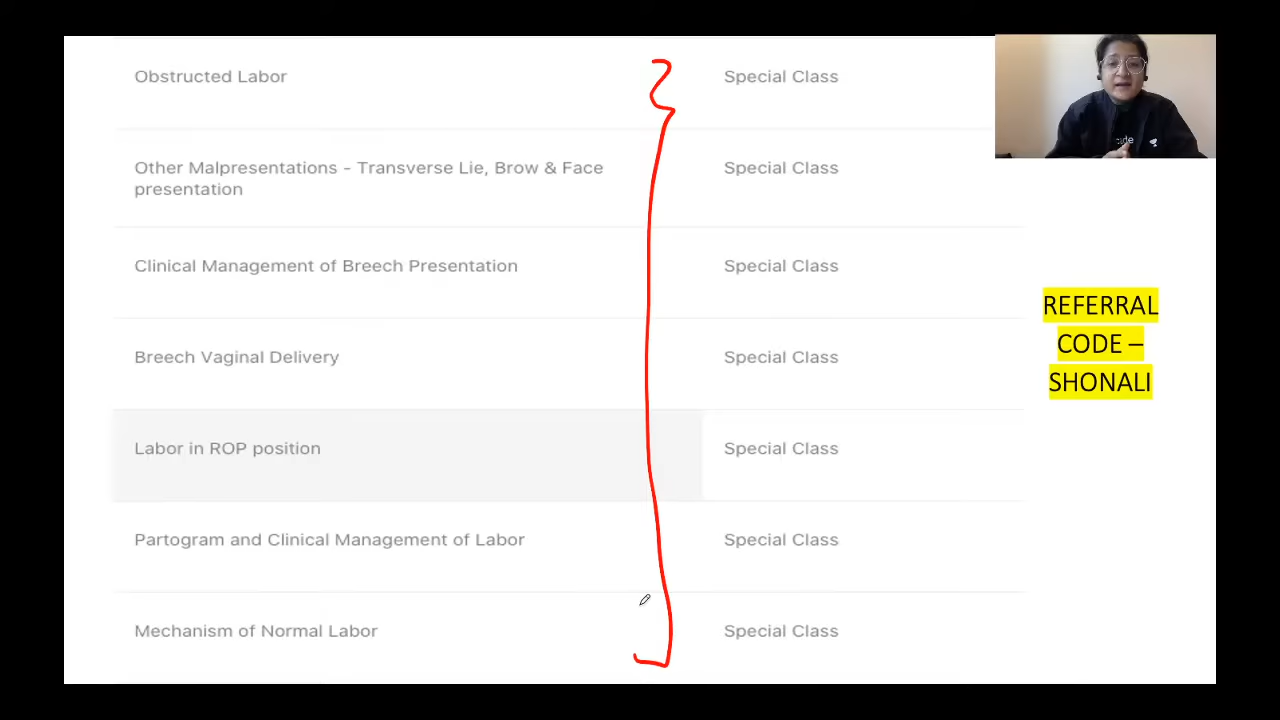 Obstructed Labor
Special Class
Other Malpresentations - Transverse Lie, Brow & Face
presentation
Special Class
Clinical Management of Breech Presentation
Special Class
REFERRAL
CODE –
SHONALI
Breech Vaginal Delivery
Special Class
Labor in ROP position
Special Class
Partogram and Clinical Management of Labor
Special Class
Mechanism of Normal Labor
Special Class